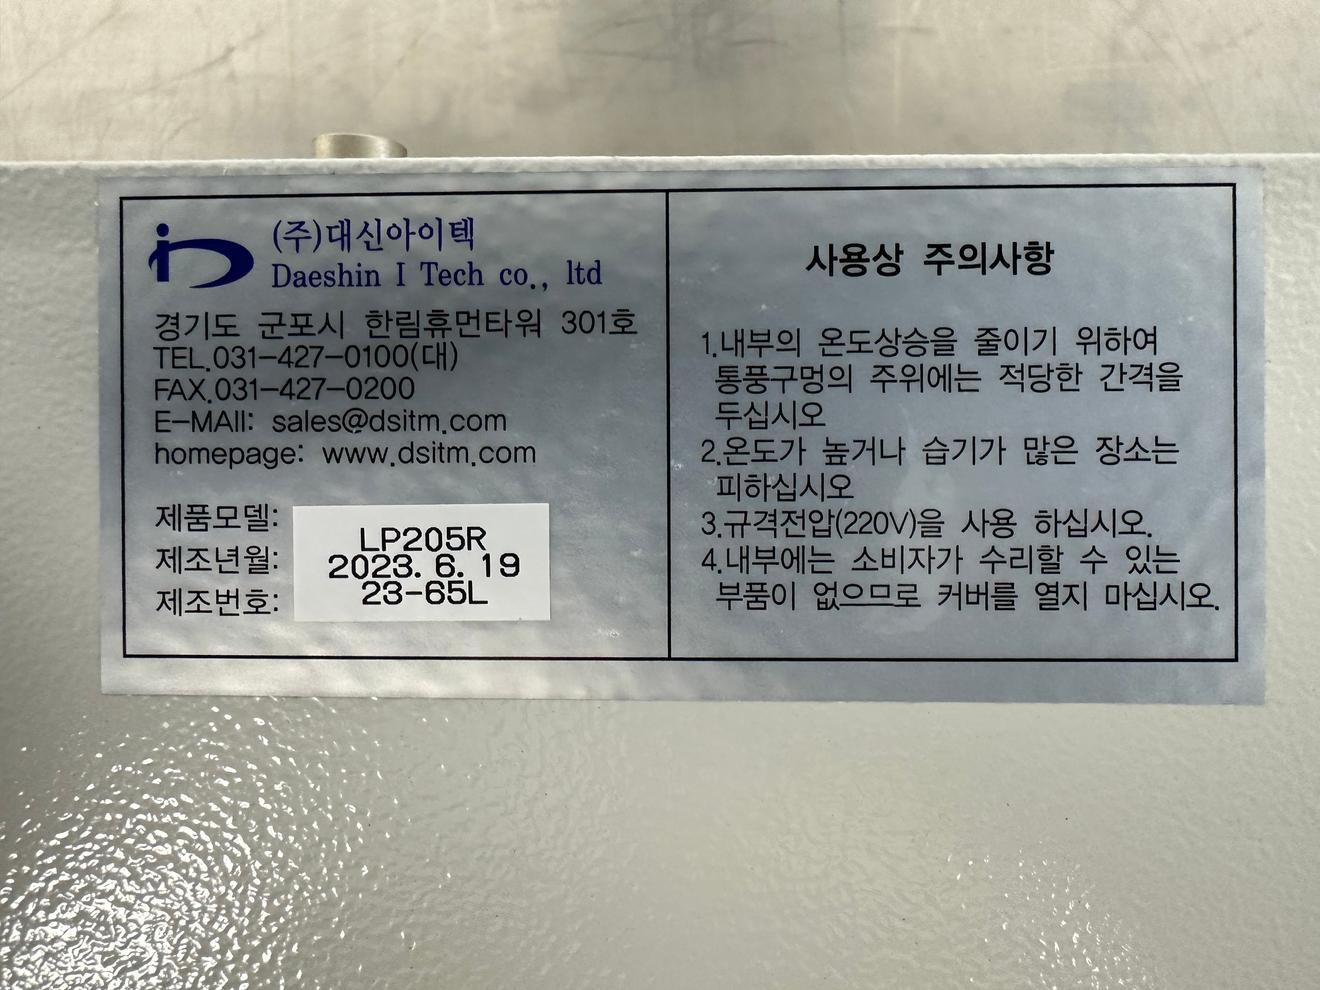 (주)대신아이텍
Daeshin I Tech co., ltd
경기도 군포시 한림휴먼타워 301호
TEL.031-427-0100(대)
FAX.031-427-0200
E-MAIl: sales@dsitm.com
homepage: www.dsitm.com
제품모델: LP205R
제조년월: 2023. 6. 19
제조번호: 23-65L
사용상 주의사항
1.내부의 온도상승을 줄이기 위하여
통풍구멍의 주위에는 적당한 간격을
두십시오
2.온도가 높거나 습기가 많은 장소는
피하십시오
3.규격전압(220V)을 사용 하십시오.
4.내부에는 소비자가 수리할 수 있는
부품이 없으므로 커버를 열지 마십시오.